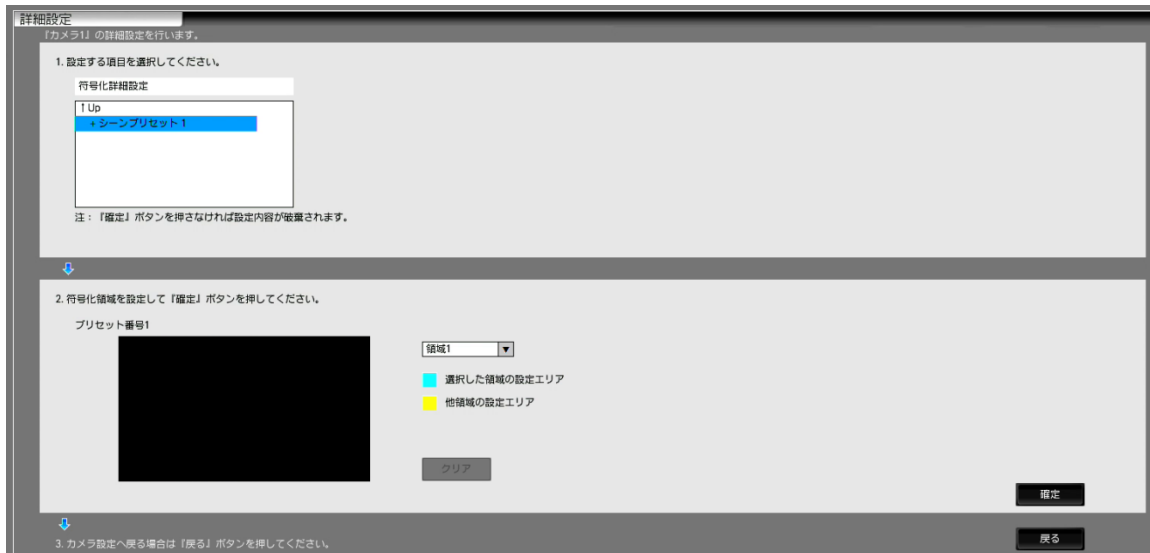 詳細設定
『カメラ1』の詳細設定を行います。
1. 設定する項目を選択してください。
符号化詳細設定
↑Up
+シーンプリセット1
注：『確定』ボタンを押さなければ設定内容が破棄されます。
2. 符号化領域を設定して『確定』ボタンを押してください。
プリセット番号1
領域1
選択した領域の設定エリア
他領域の設定エリア
クリア
確定
3. カメラ設定へ戻る場合は『戻る』ボタンを押してください。
戻る